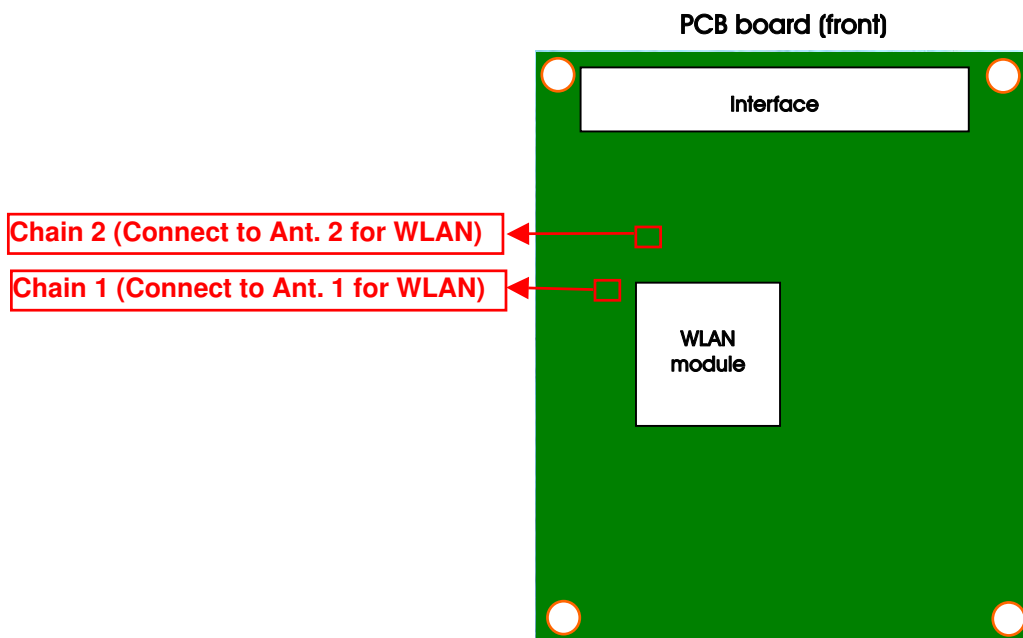 PCB board (front)
Interface
Chain 2 (Connect to Ant. 2 for WLAN)
Chain 1 (Connect to Ant. 1 for WLAN)
WLAN
module